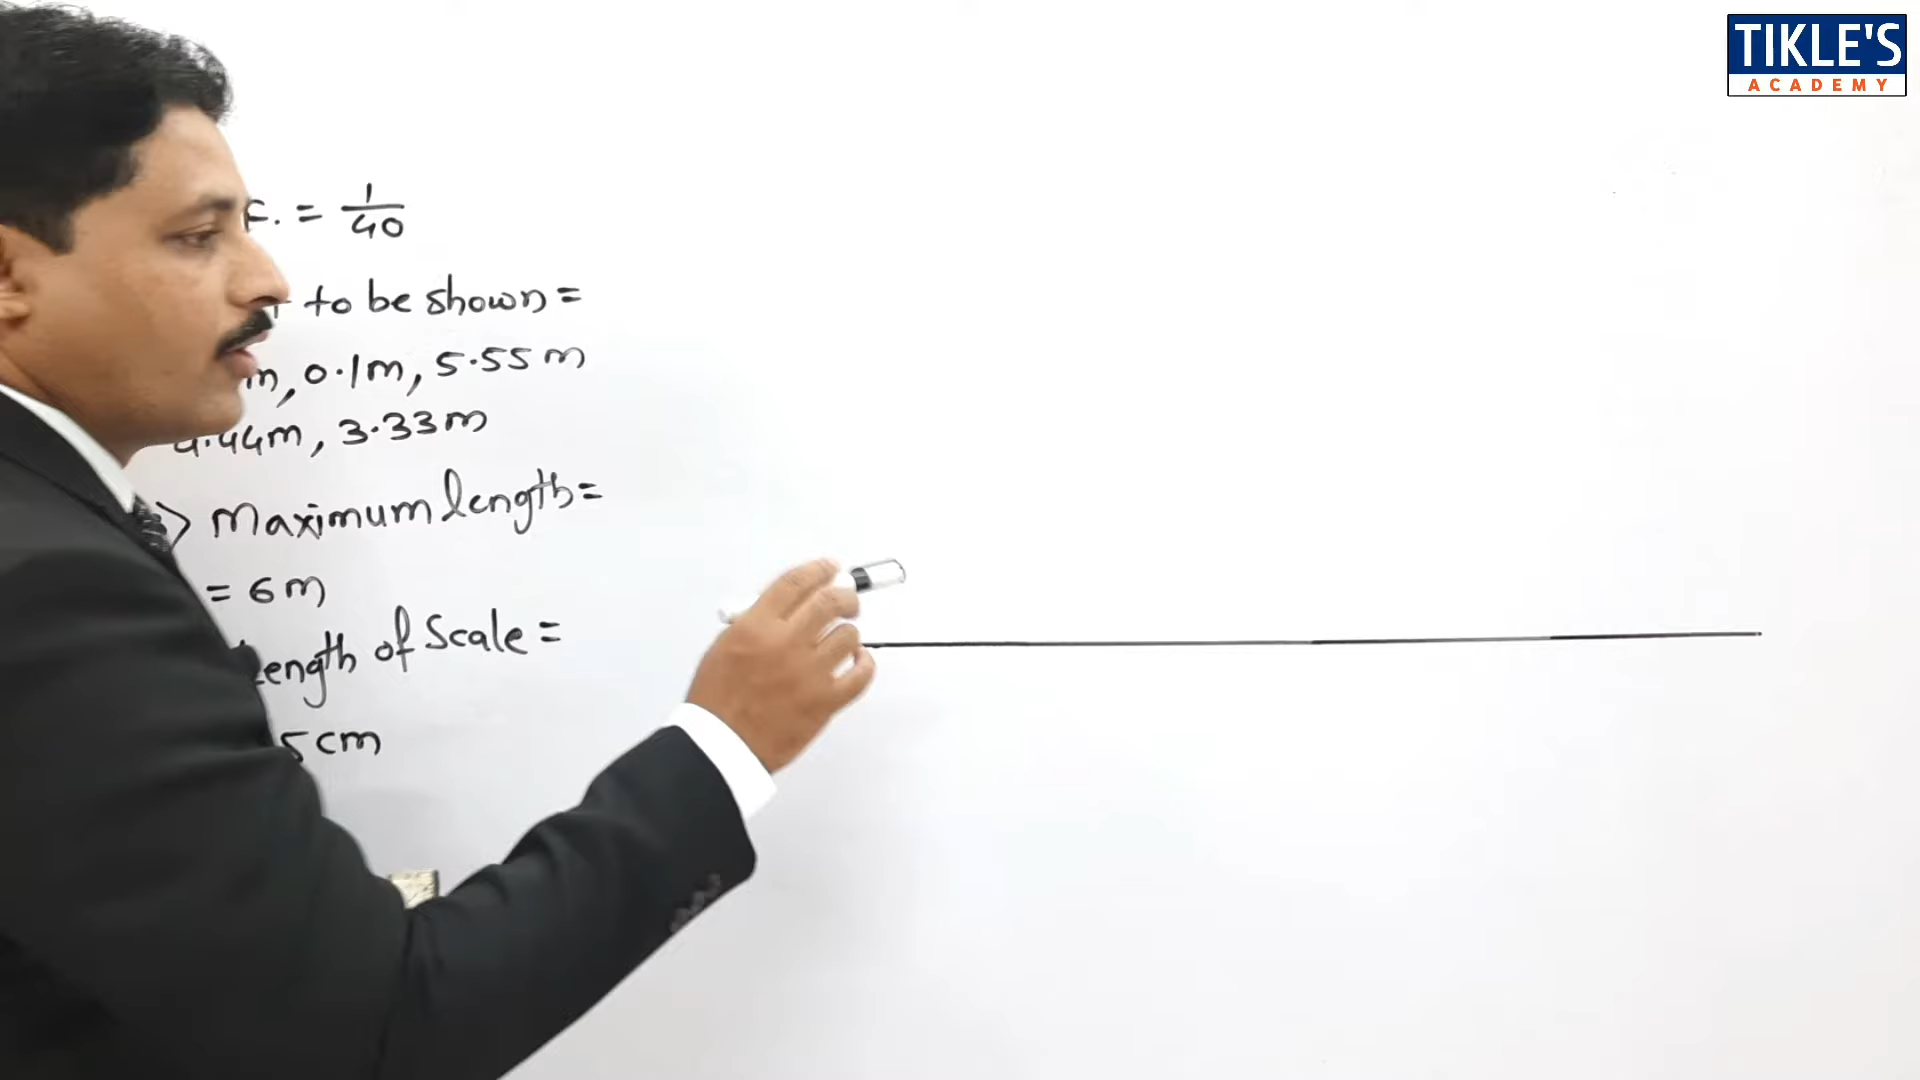 TIKLE'S
ACADEMY
F. = 1/40
to be shown =
m, 0.1m, 5.55m
4.44m, 3.33m
> Maximum length =
= 6m
Length of Scale =
5cm